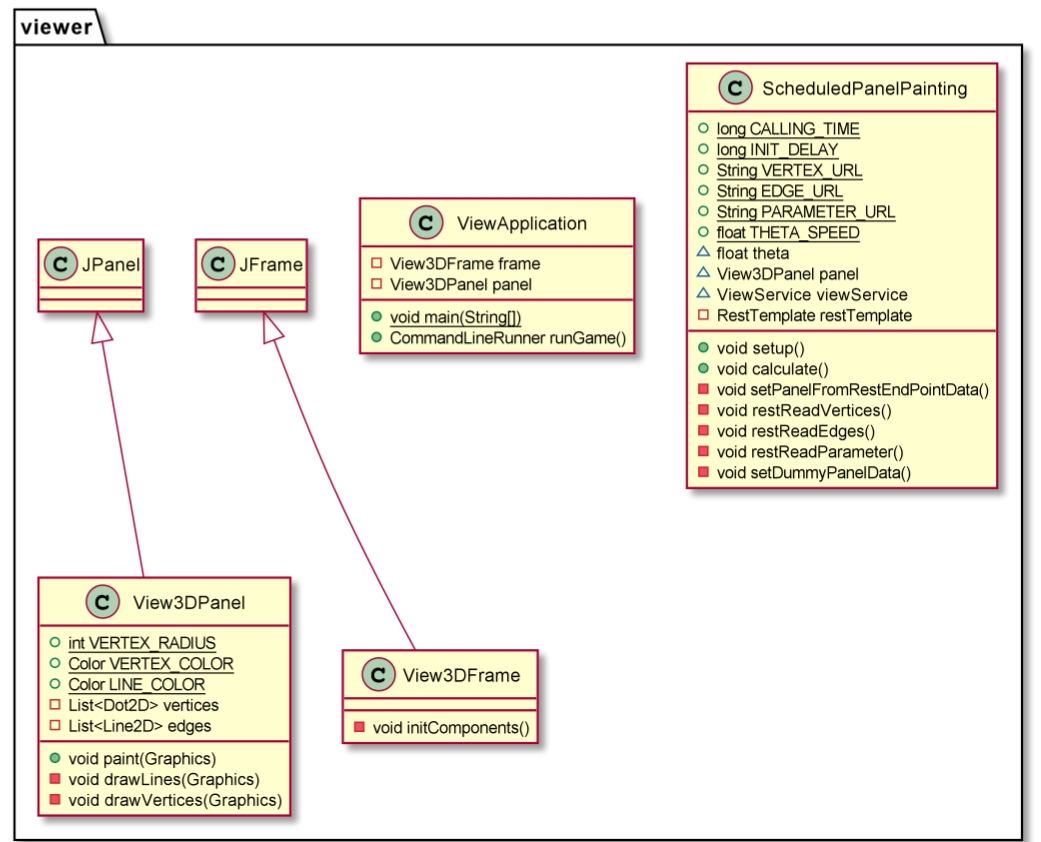 viewer
C ScheduledPanelPainting
long CALLING_TIME
long INIT_DELAY
String VERTEX_URL
String EDGE_URL
String PARAMETER_URL
float THETA_SPEED
float theta
View3DPanel panel
ViewService viewService
RestTemplate restTemplate
void setup()
void calculate()
void setPanelFromRestEndPointData()
void restReadVertices()
void restReadEdges()
void restReadParameter()
void setDummyPanelData()
C ViewApplication
View3DFrame frame
View3DPanel panel
void main(String[])
CommandLineRunner runGame()
C JPanel
C JFrame
C View3DPanel
int VERTEX_RADIUS
Color VERTEX_COLOR
Color LINE_COLOR
List<Dot2D> vertices
List<Line2D> edges
void paint(Graphics)
void drawLines(Graphics)
void drawVertices(Graphics)
C View3DFrame
void initComponents()